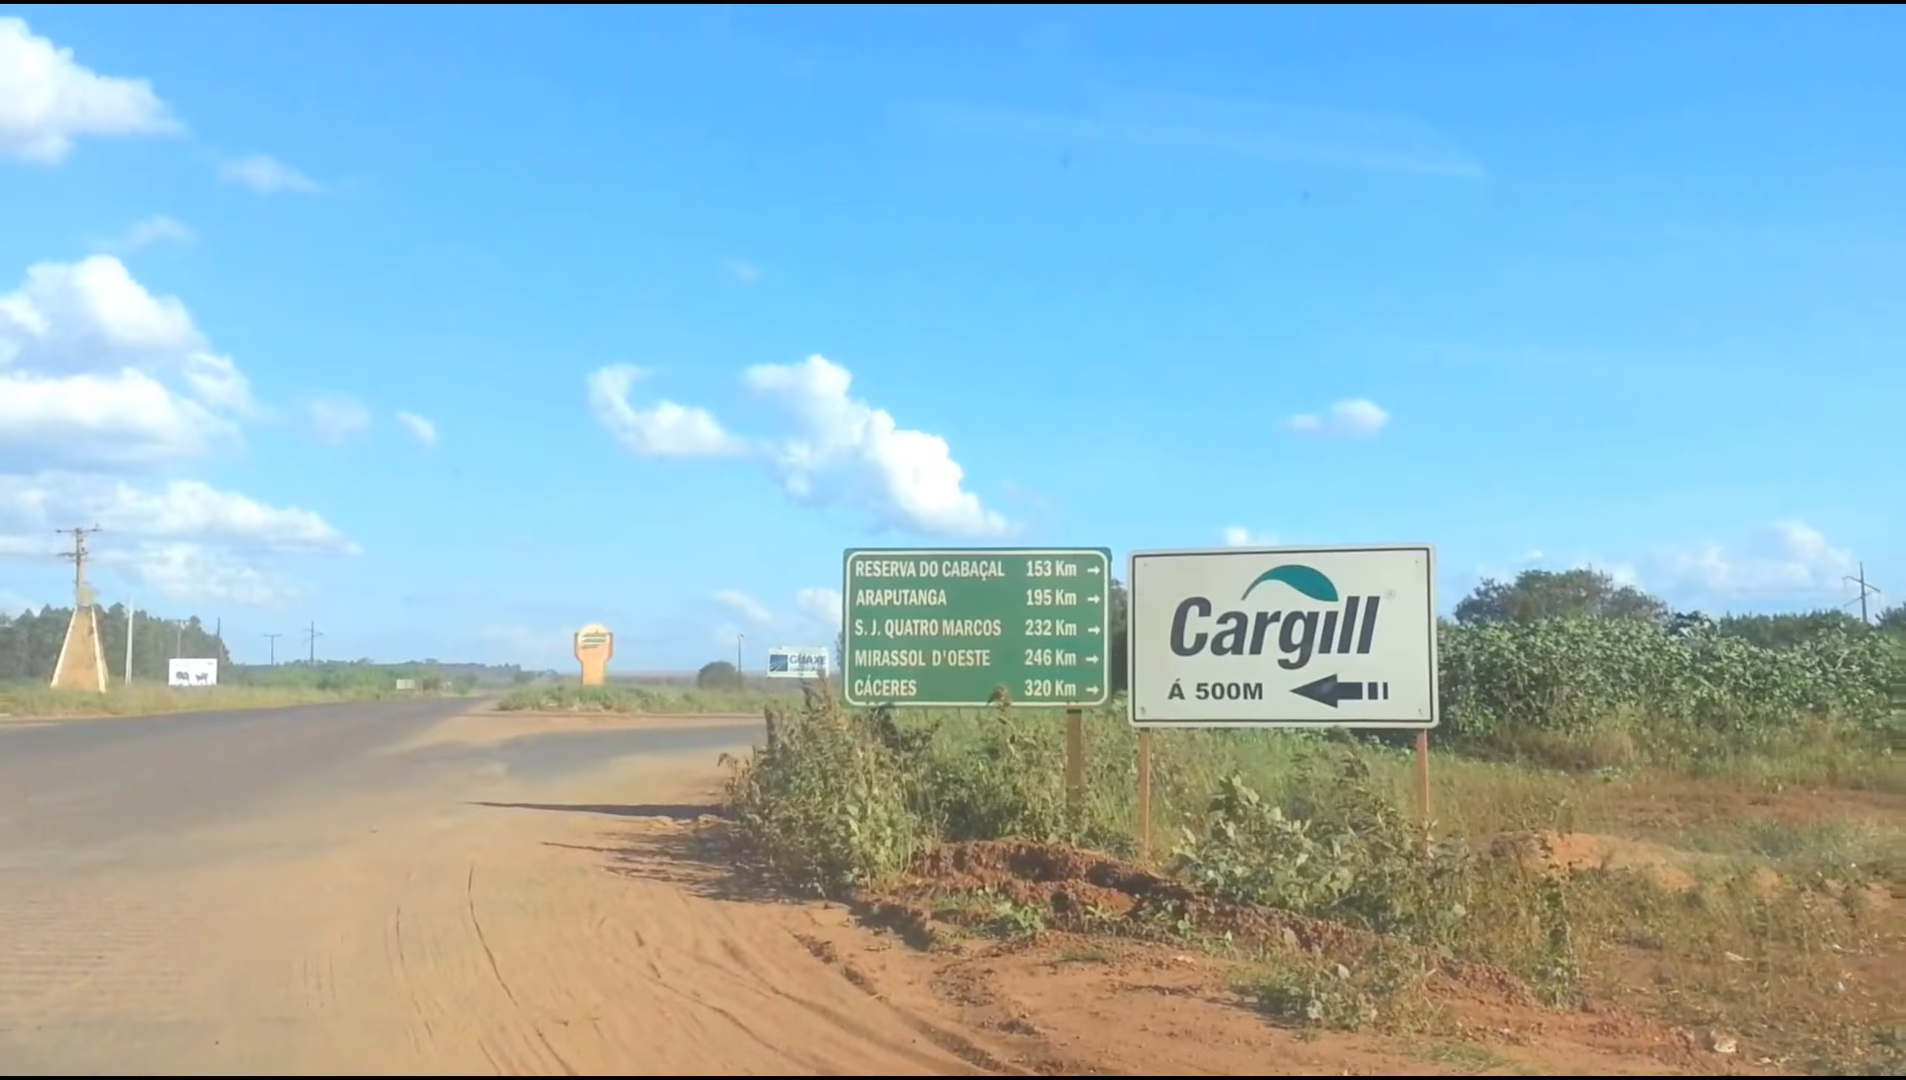 RESERVA DO CABAÇAL 153 Km →
ARAPUTANGA 195 Km →
S. J. QUATRO MARCOS 232 Km →
MIRASSOL D'OESTE 246 Km →
CÁCERES 320 Km →
Cargill
Á 500M